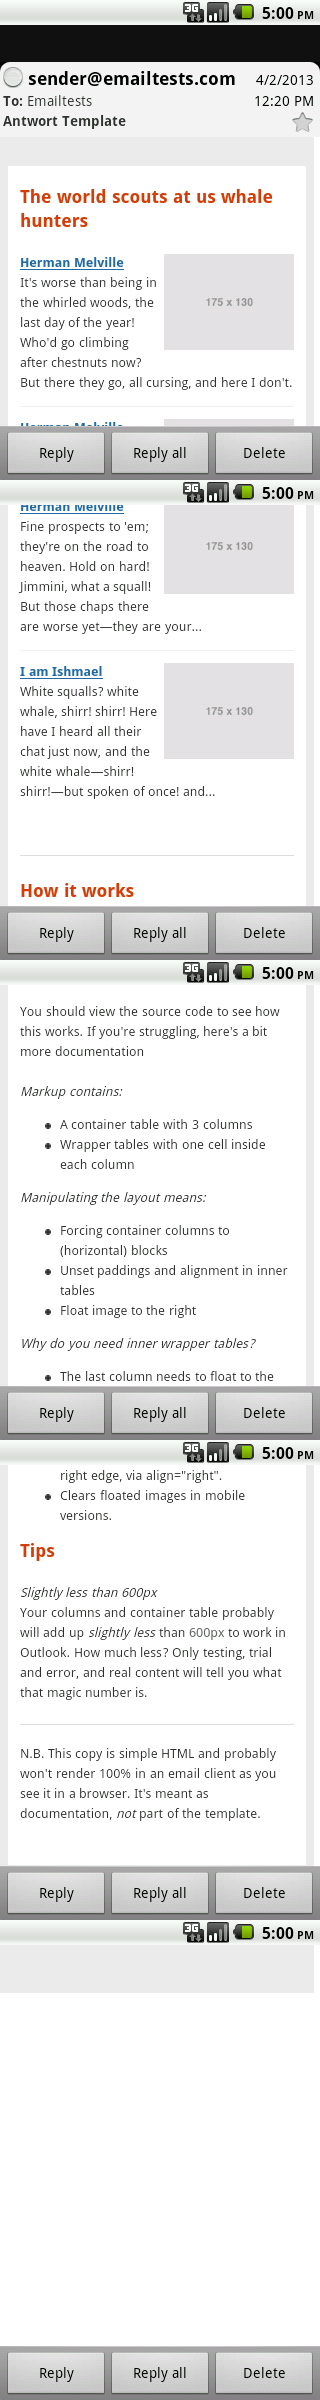 3G 5:00 PM
sender@emailtests.com 4/2/2013
To: Emailtests 12:20 PM
Antwort Template
The world scouts at us whale
hunters
Herman Melville
It's worse than being in
the whirled woods, the
last day of the year!
Who'd go climbing
after chestnuts now?
But there they go, all cursing, and here I don't.
175 x 130
Herman Melville
Reply Reply all Delete
3G 5:00 PM
Herman Melville
Fine prospects to 'em;
they're on the road to
heaven. Hold on hard!
Jimmini, what a squall!
But those chaps there
are worse yet—they are your...
175 x 130
I am Ishmael
White squalls? white
whale, shirr! shirr! Here
have I heard all their
chat just now, and the
white whale—shirr!
shirr!—but spoken of once! and...
175 x 130
How it works
Reply Reply all Delete
3G 5:00 PM
You should view the source code to see how
this works. If you're struggling, here's a bit
more documentation
Markup contains:
A container table with 3 columns
Wrapper tables with one cell inside
each column
Manipulating the layout means:
Forcing container columns to
(horizontal) blocks
Unset paddings and alignment in inner
tables
Float image to the right
Why do you need inner wrapper tables?
The last column needs to float to the
Reply Reply all Delete
3G 5:00 PM
right edge, via align="right".
Clears floated images in mobile
versions.
Tips
Slightly less than 600px
Your columns and container table probably
will add up slightly less than 600px to work in
Outlook. How much less? Only testing, trial
and error, and real content will tell you what
that magic number is.
N.B. This copy is simple HTML and probably
won't render 100% in an email client as you
see it in a browser. It's meant as
documentation, not part of the template.
Reply Reply all Delete
3G 5:00 PM
Reply Reply all Delete